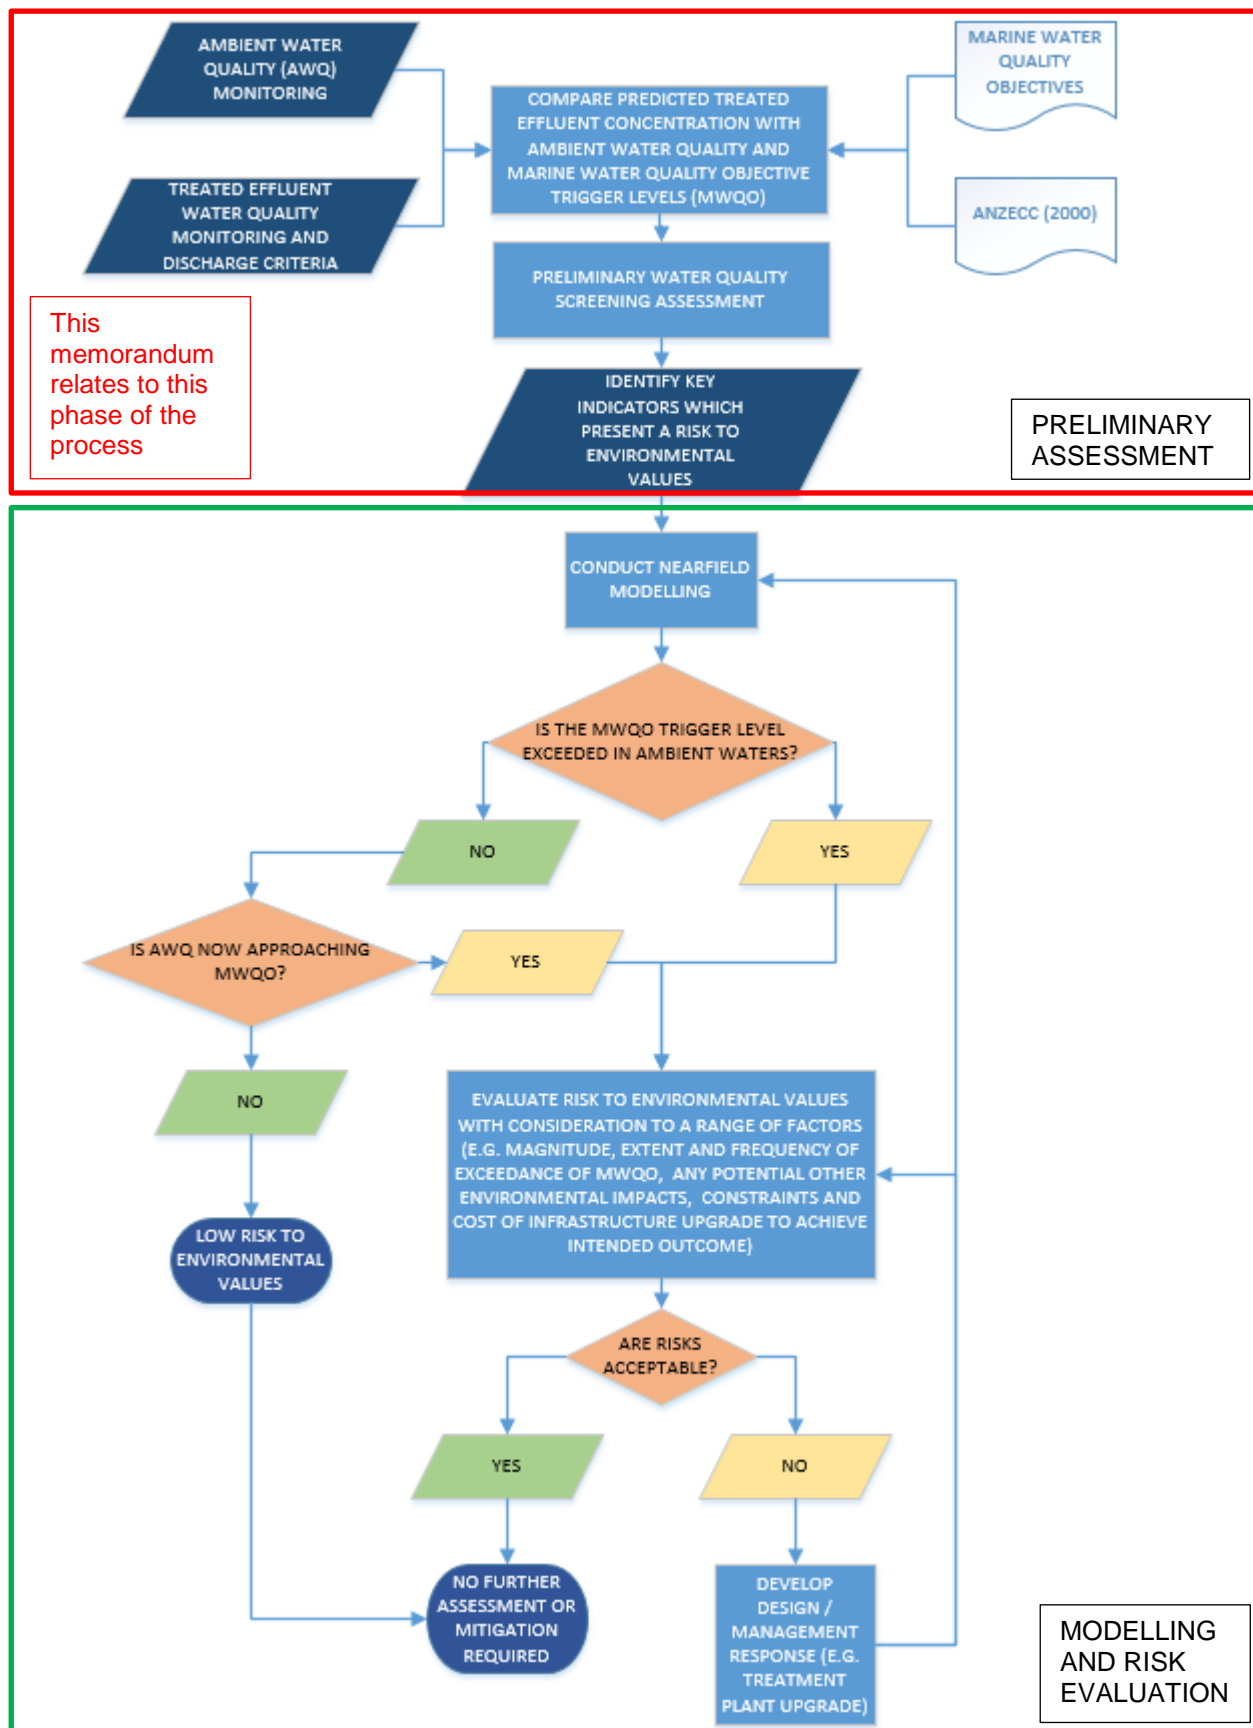 AMBIENT WATER
QUALITY (AWQ)
MONITORING
MARINE WATER
QUALITY
OBJECTIVES
COMPARE PREDICTED TREATED
EFFLUENT CONCENTRATION WITH
AMBIENT WATER QUALITY AND
MARINE WATER QUALITY OBJECTIVE
TRIGGER LEVELS (MWQO)
TREATED EFFLUENT
WATER QUALITY
MONITORING AND
DISCHARGE CRITERIA
ANZECC (2000)
PRELIMINARY WATER QUALITY
SCREENING ASSESSMENT
This
memorandum
relates to this
phase of the
process
IDENTIFY KEY
INDICATORS WHICH
PRESENT A RISK TO
ENVIRONMENTAL
VALUES
PRELIMINARY
ASSESSMENT
CONDUCT NEARFIELD
MODELLING
IS THE MWQO TRIGGER LEVEL
EXCEEDED IN AMBIENT WATERS?
NO
YES
IS AWQ NOW APPROACHING
MWQO?
YES
NO
EVALUATE RISK TO ENVIRONMENTAL VALUES
WITH CONSIDERATION TO A RANGE OF FACTORS
(E.G. MAGNITUDE, EXTENT AND FREQUENCY OF
EXCEEDANCE OF MWQO, ANY POTENTIAL OTHER
ENVIRONMENTAL IMPACTS, CONSTRAINTS AND
COST OF INFRASTRUCTURE UPGRADE TO ACHIEVE
INTENDED OUTCOME)
LOW RISK TO
ENVIRONMENTAL
VALUES
ARE RISKS
ACCEPTABLE?
YES
NO
NO FURTHER
ASSESSMENT OR
MITIGATION
REQUIRED
DEVELOP
DESIGN /
MANAGEMENT
RESPONSE (E.G.
TREATMENT
PLANT UPGRADE)
MODELLING
AND RISK
EVALUATION